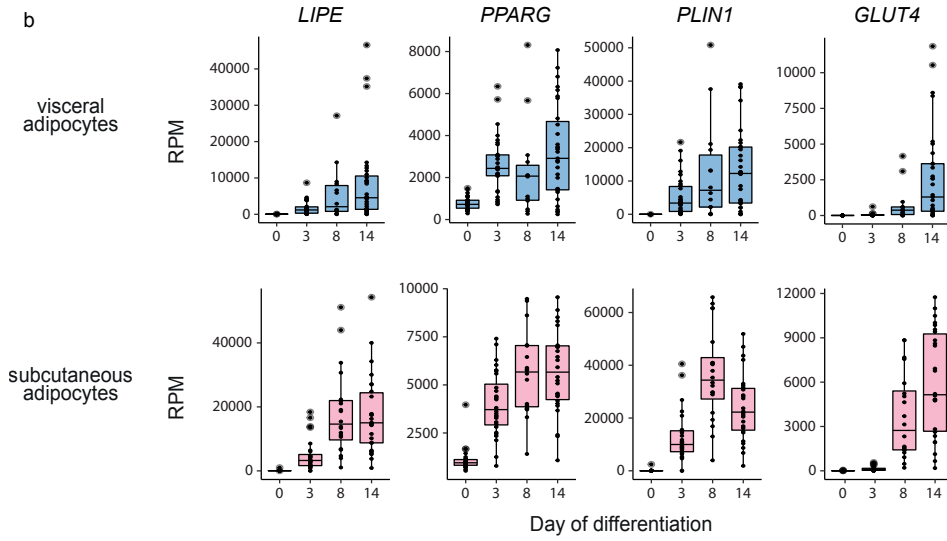 b
LIPE PPARG PLIN1 GLUT4
visceral
adipocytes
RPM
40000
30000
20000
10000
0
0 3 8 14
8000
6000
4000
2000
0
0 3 8 14
50000
40000
30000
20000
10000
0
0 3 8 14
10000
7500
5000
2500
0
0 3 8 14
subcutaneous
adipocytes
RPM
40000
20000
0
0 3 8 14
10000
7500
5000
2500
0 3 8 14
60000
40000
20000
0
0 3 8 14
12000
9000
6000
3000
0
0 3 8 14
Day of differentiation